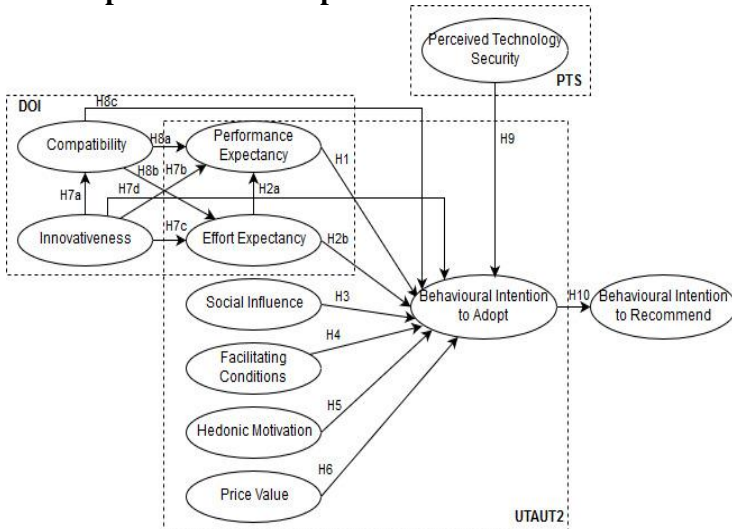 Perceived Technology
Security
PTS
DOI
H8c
Compatibility
H8a
Performance
Expectancy
H1
H9
H8b
H7b
H7a
H7d
H2a
Innovativeness
H7c
Effort Expectancy
H2b
Social Influence
H3
Behavioural Intention
to Adopt
H10
Behavioural Intention
to Recommend
H4
Facilitating
Conditions
H5
Hedonic Motivation
H6
Price Value
UTAUT2